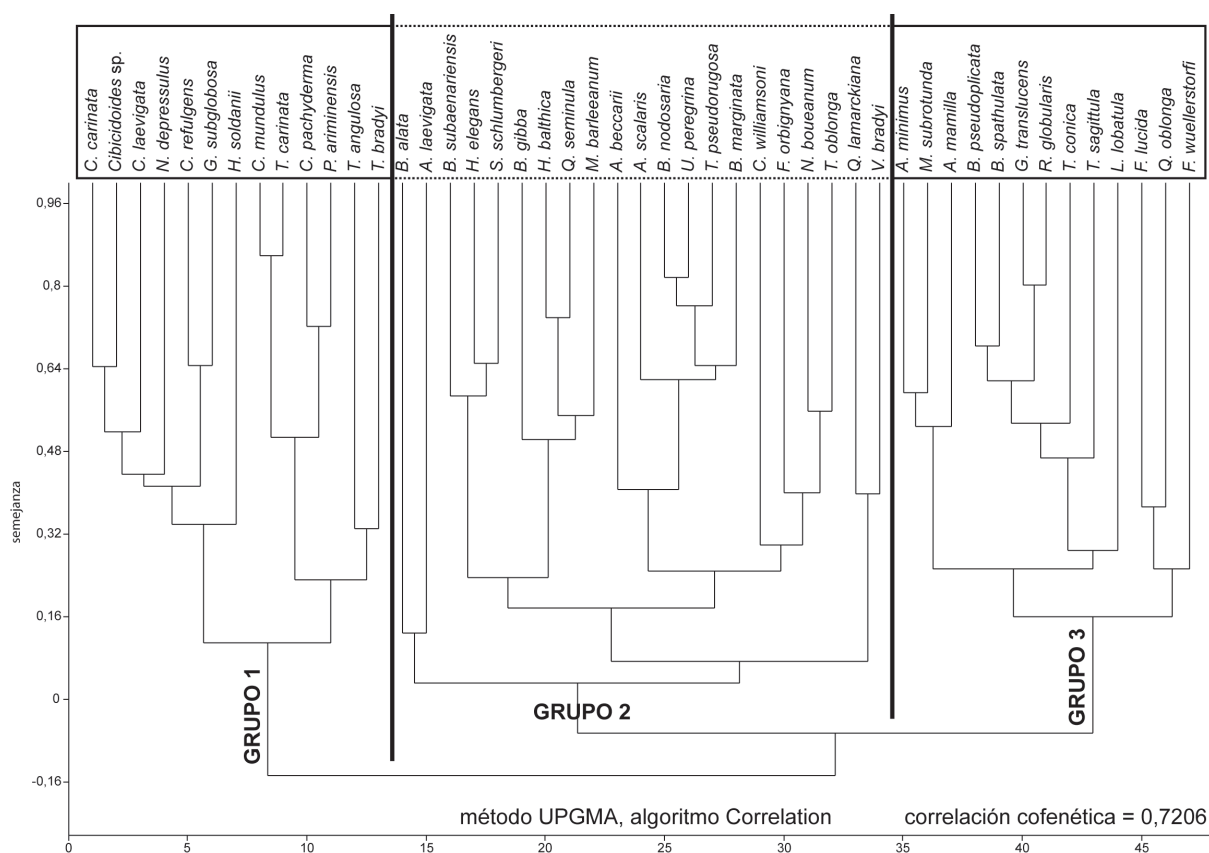 C. carinata
Cibicidoides sp.
C. laevigata
N. depressulus
C. refulgens
G. subglobosa
H. soldanii
C. mundulus
T. carinata
C. pachyderma
P. ariminensis
T. angulosa
T. bradyi
B. alata
A. laevigata
B. subaenariensis
H. elegans
S. schlumbergeri
B. gibba
H. balthica
Q. seminula
M. barleeanum
A. beccarii
A. scalaris
B. nodosaria
U. peregrina
T. pseudorugosa
B. marginata
C. williamsoni
F. orbignyana
N. boueanum
T. oblonga
Q. lamarckiana
V. bradyi
A. minimus
M. subrotunda
A. mamilla
B. pseudoplicata
B. spathulata
G. translucens
R. globularis
T. conica
T. sagittula
L. lobatula
F. lucida
Q. oblonga
F. wuellerstorfi
0,96
0,8
0,64
0,48
0,32
0,16
0
-0,16
semejanza
GRUPO 1
GRUPO 2
GRUPO 3
método UPGMA, algoritmo Correlation
correlación cofenética = 0,7206
0 5 10 15 20 25 30 35 40 45